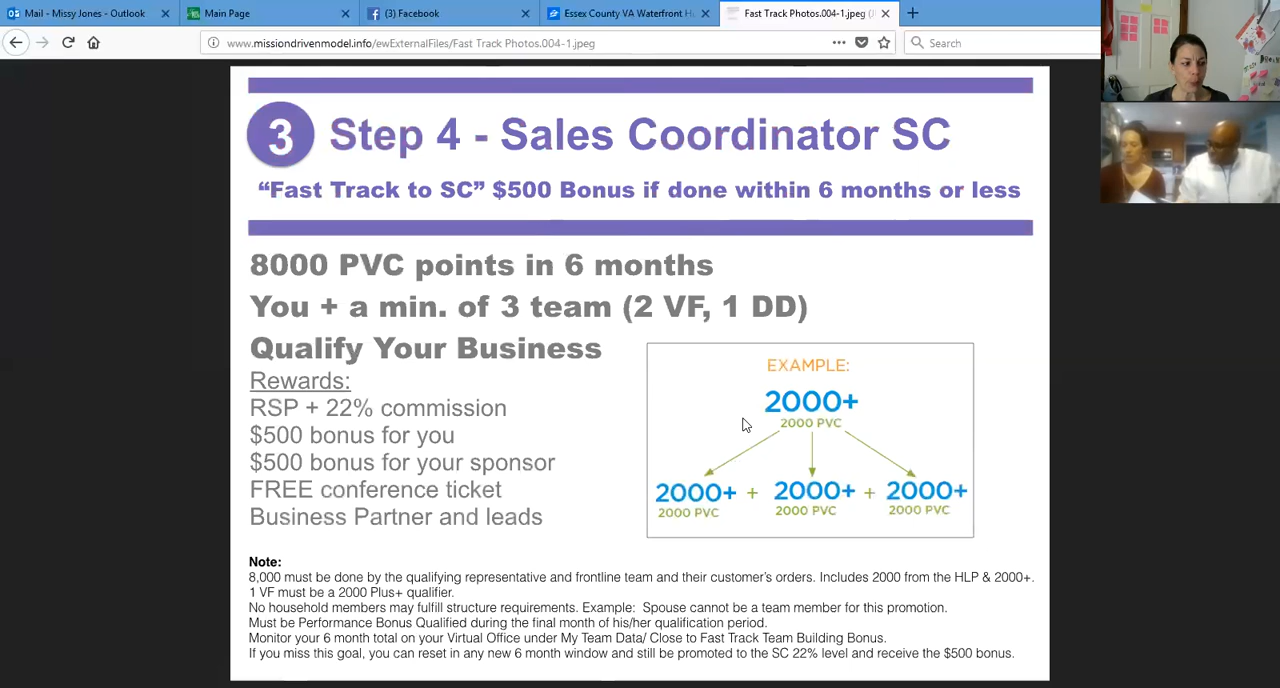 Mail - Missy Jones - Outlook
Main Page
(3) Facebook
Essex County VA Waterfront H
Fast Track Photos.004-1.jpeg (J
www.missiondrivenmodel.info/ewExternalFiles/Fast Track Photos.004-1.jpeg
Search
3 Step 4 - Sales Coordinator SC
“Fast Track to SC” $500 Bonus if done within 6 months or less
8000 PVC points in 6 months
You + a min. of 3 team (2 VF, 1 DD)
Qualify Your Business
Rewards:
RSP + 22% commission
$500 bonus for you
$500 bonus for your sponsor
FREE conference ticket
Business Partner and leads
EXAMPLE:
2000+
2000 PVC
2000+ + 2000+ + 2000+
2000 PVC 2000 PVC 2000 PVC
Note:
8,000 must be done by the qualifying representative and frontline team and their customer's orders. Includes 2000 from the HLP & 2000+.
1 VF must be a 2000 Plus+ qualifier.
No household members may fulfill structure requirements. Example: Spouse cannot be a team member for this promotion.
Must be Performance Bonus Qualified during the final month of his/her qualification period.
Monitor your 6 month total on your Virtual Office under My Team Data/ Close to Fast Track Team Building Bonus.
If you miss this goal, you can reset in any new 6 month window and still be promoted to the SC 22% level and receive the $500 bonus.